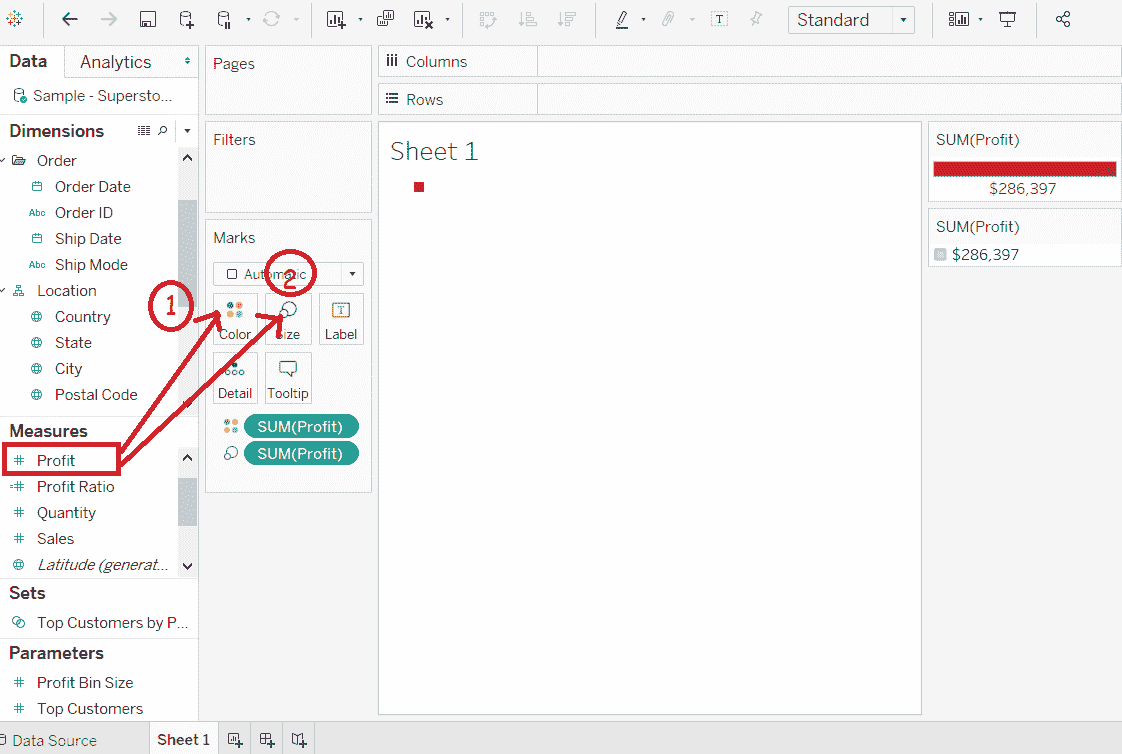 Standard
Data
Analytics
Sample - Supersto...
Dimensions
Order
Order Date
Order ID
Abc
Ship Date
Abc
Ship Mode
Location
Country
State
City
Postal Code
Measures
Profit
Profit Ratio
Quantity
Sales
Latitude (generat...
Sets
Top Customers by P...
Parameters
Profit Bin Size
Top Customers
Pages
Filters
Marks
Automatic
1
2
Color
Size
T
Label
Detail
Tooltip
SUM(Profit)
SUM(Profit)
Columns
Rows
Sheet 1
SUM(Profit)
$286,397
SUM(Profit)
$286,397
Data Source
Sheet 1